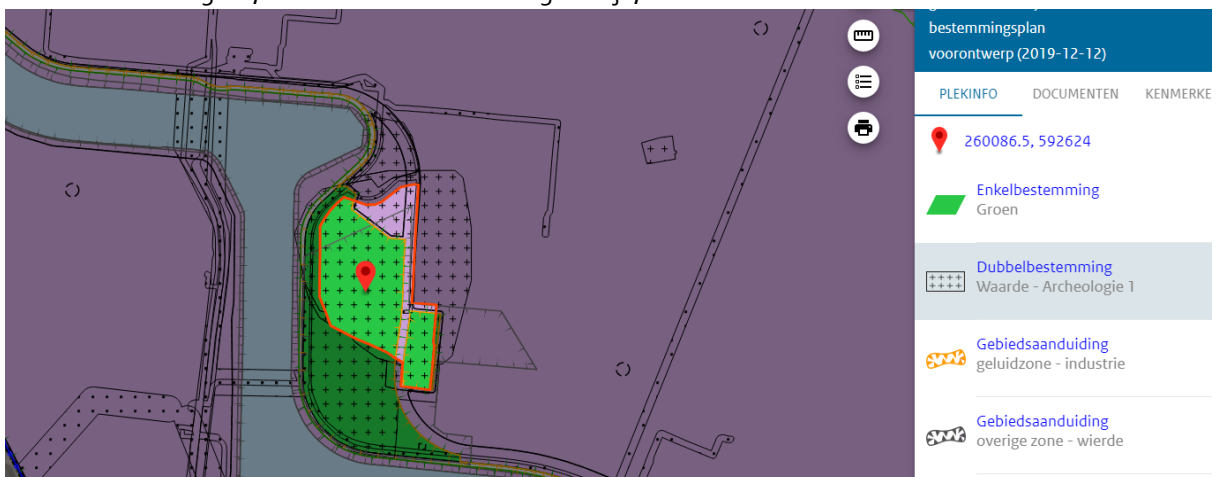 bestemmingsplan
voorontwerp (2019-12-12)
PLEKINFO DOCUMENTEN KENMERKE
260086.5, 592624
Enkelbestemming
Groen
Dubbelbestemming
Waarde - Archeologie 1
Gebiedsaanduiding
geluidzone - industrie
Gebiedsaanduiding
overige zone - wierde